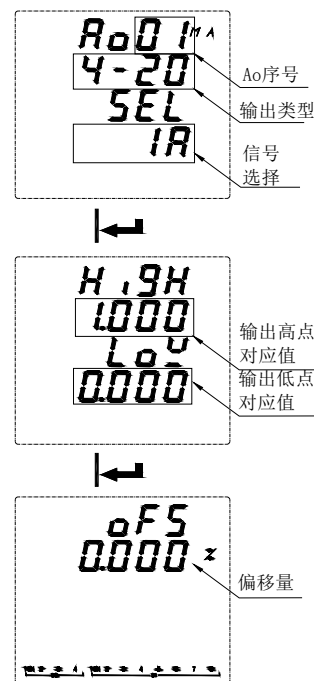 Ao01 MA
4-20
SEL
1A
Ao序号
输出类型
信号
选择
HigH
1.000
LoW
0.000
输出高点
对应值
输出低点
对应值
oFS
0.000 %
偏移量